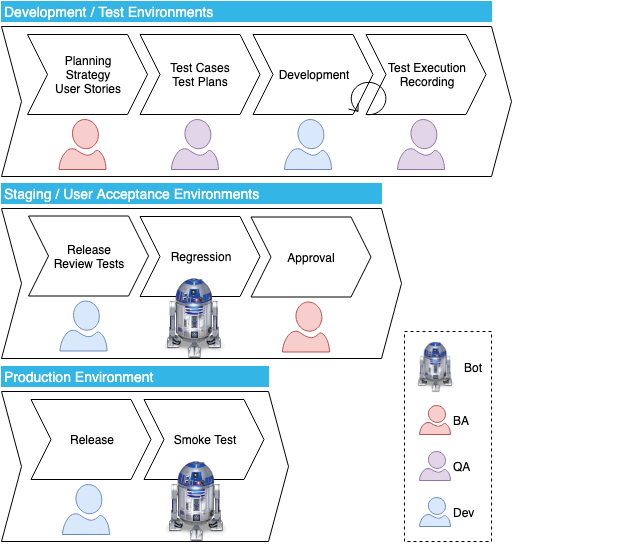 Development / Test Environments
Planning
Strategy
User Stories
Test Cases
Test Plans
Development
Test Execution
Recording
Staging / User Acceptance Environments
Release
Review Tests
Regression
Approval
Production Environment
Release
Smoke Test
Bot
BA
QA
Dev